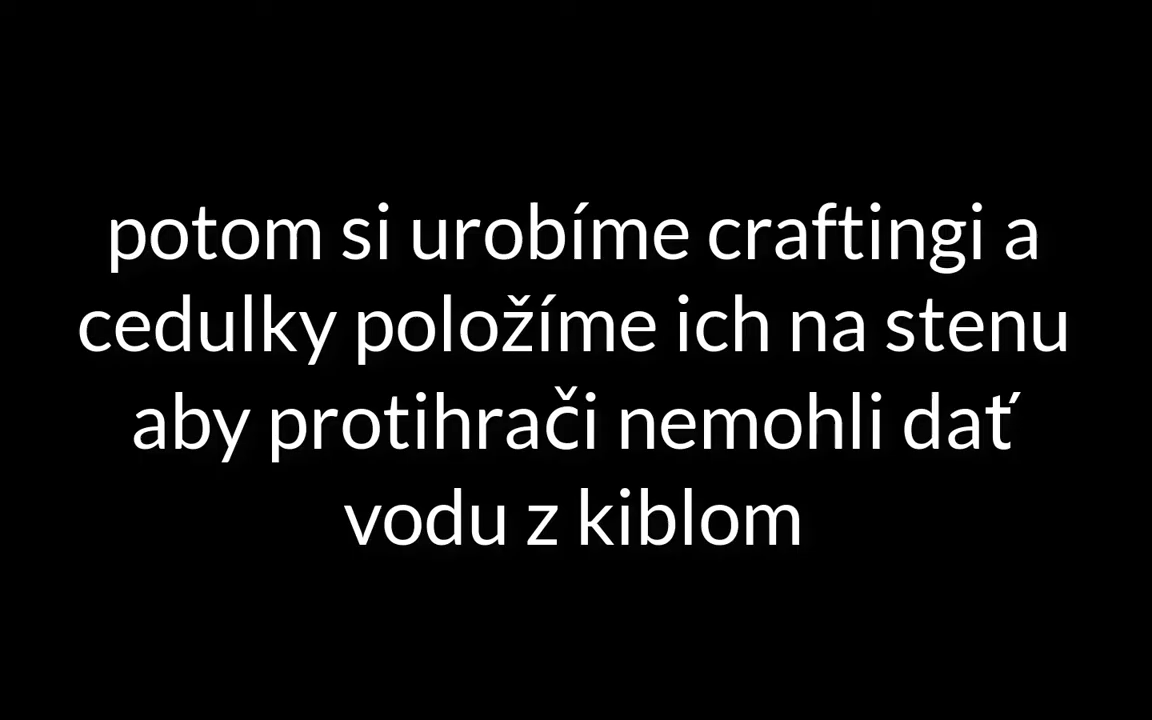 potom si urobíme craftingi a
cedulky položíme ich na stenu
aby protihrači nemohli dať
vodu z kiblom